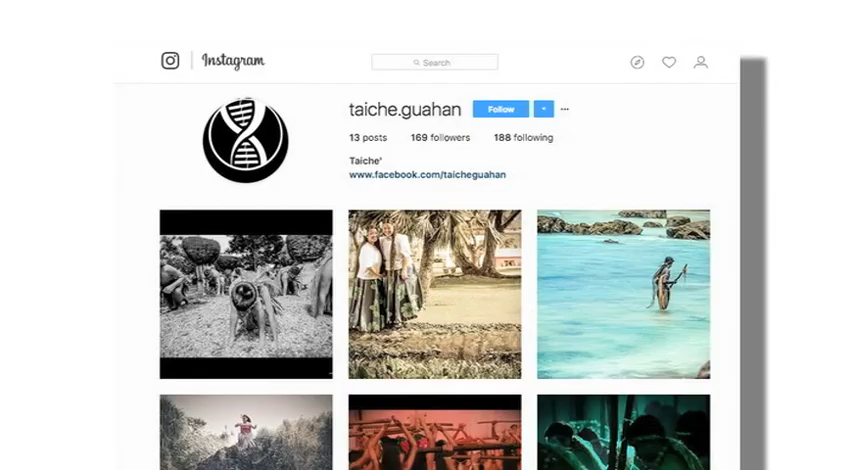 Instagram
Search
taiche.guahan
Follow
13 posts 169 followers 188 following
Taiche'
www.facebook.com/taicheguahan